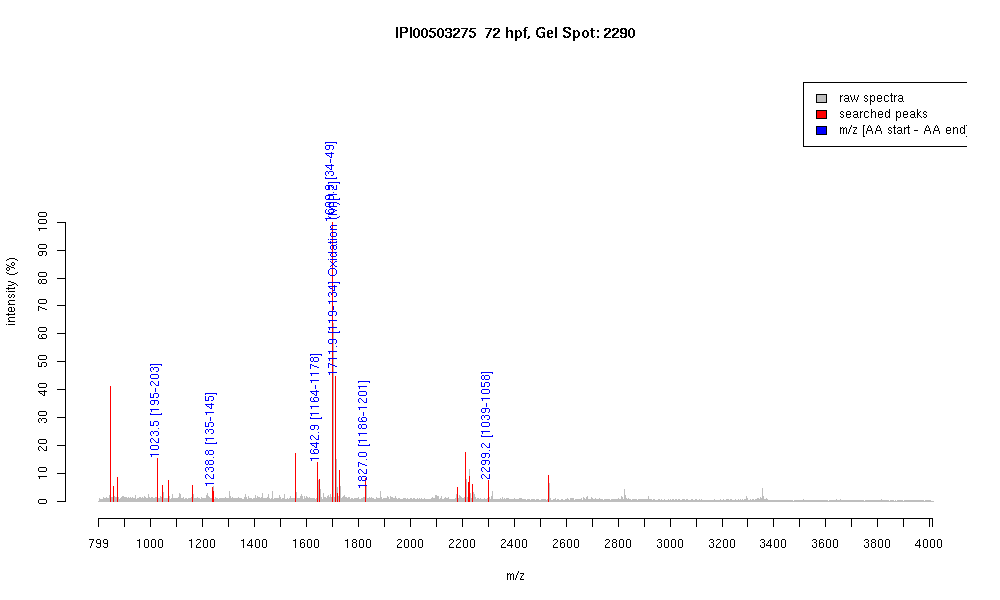 IPI00503275 72 hpf, Gel Spot: 2290
raw spectra
searched peaks
m/z [AA start - AA end]
intensity (%)
100
90
80
70
60
50
40
30
20
10
0
1023.5 [195-203]
1238.8 [135-145]
1642.9 [1164-1178]
[34-49]
1711.9 [119-134] Oxidation (M)[12]
1827.0 [1186-1201]
2299.2 [1039-1058]
799 1000 1200 1400 1600 1800 2000 2200 2400 2600 2800 3000 3200 3400 3600 3800 4000
m/z